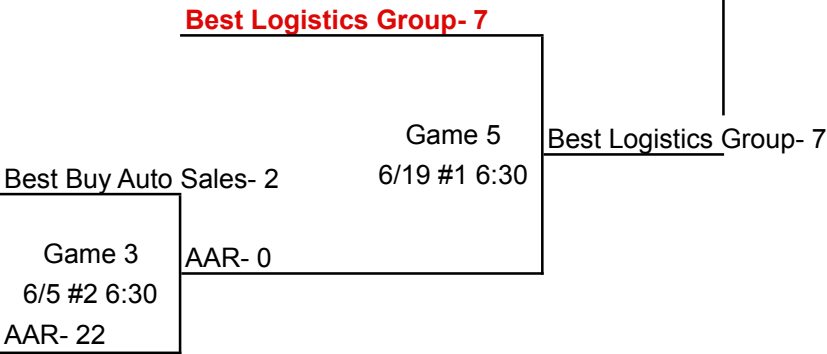 Best Logistics Group- 7
Game 5
6/19 #1 6:30
Best Logistics Group- 7
Best Buy Auto Sales- 2
Game 3
6/5 #2 6:30
AAR- 0
AAR- 22